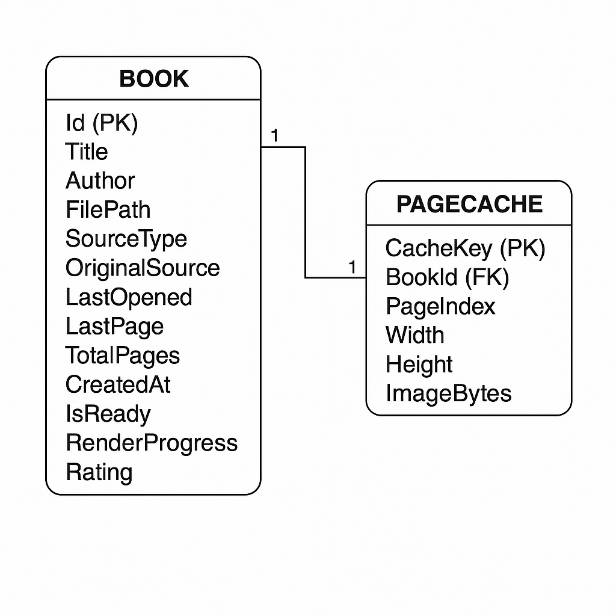 BOOK
Id (PK)
Title
Author
FilePath
SourceType
OriginalSource
LastOpened
LastPage
TotalPages
CreatedAt
IsReady
RenderProgress
Rating
1
1
PAGECACHE
CacheKey (PK)
BookId (FK)
PageIndex
Width
Height
ImageBytes